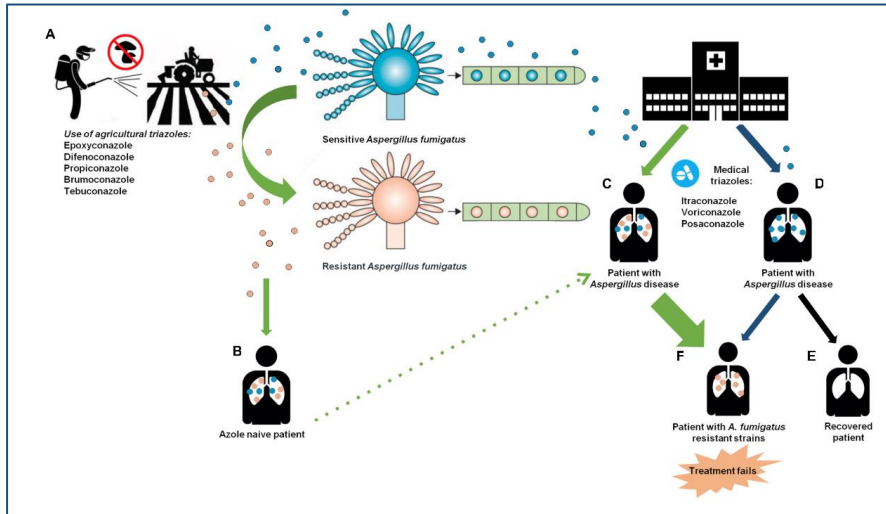 A
Use of agricultural triazoles:
Epoxyconazole
Difenoconazole
Propiconazole
Brumoconazole
Tebuconazole
Sensitive Aspergillus fumigatus
Resistant Aspergillus fumigatus
B
Azole naive patient
C
Medical
triazoles:
Itraconazole
Voriconazole
Posaconazole
D
Patient with
Aspergillus disease
Patient with
Aspergillus disease
F
Patient with A. fumigatus
resistant strains
Treatment fails
E
Recovered
patient